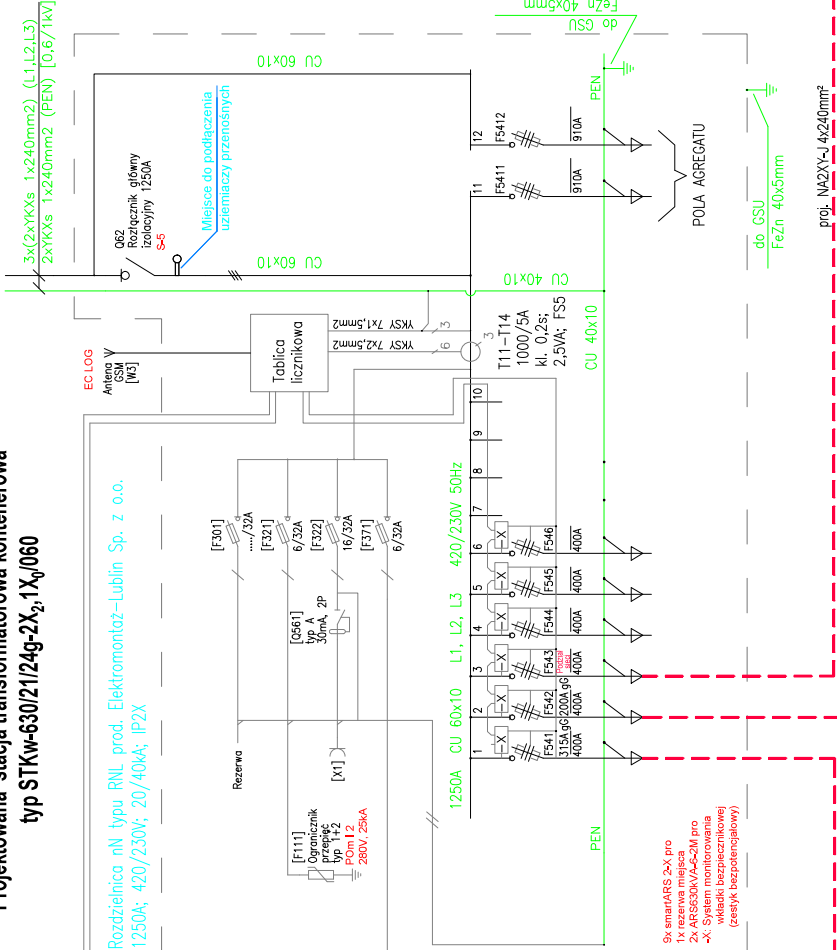 Projektowana stacja transformatorowa kontenerowa
typ STKw-630/21/24g-2X₂,1X₀/060
Rozdzielnica nN typu RNL prod. Elektromontaż-Lublin Sp. z o.o.
1250A; 420/230V; 20/40kA; IP2X
3x(2xYKXs 1x240mm2) (L1,L2,L3)
2xYKXs 1x240mm2 (PEN) [0,6/1kV]
Q62
Rozłącznik główny
izolacyjny 1250A
S-5
Miejsce do podłączenia
uziemiaczy przenośnych
CU 60x10
CU 60x10
EC LOG
Antena
GSM
[W3]
Tablica
licznikowa
YKSY 7x1,5mm2
3
YKSY 7x2,5mm2
6
3
T11-T14
1000/5A
kl. 0,2s;
2,5VA; FS5
CU 40x10
CU 40x10
do GSU
FeZn 40x5mm
PEN
12
F5412
910A
11
F5411
910A
POLA AGREGATU
do GSU
FeZn 40x5mm
proj. NA2XY-J 4x240mm²
[F301]
...../32A
[F321]
6/32A
[F322]
16/32A
[F371]
6/32A
[Q561]
typ A
30mA, 2P
Rezerwa
[X1]
[F111]
Ogranicznik
przepięć
typ 1+2
POm I 2
280V, 25kA
1250A CU 60x10 L1, L2, L3 420/230V 50Hz
10
9
8
7
6
-X
F546
400A
5
-X
F545
400A
4
-X
F544
400A
3
-X
F543
Podział
sieci
400A
2
-X
F542
200A gG
400A
1
-X
F541
315A gG
400A
PEN
9x smartARS 2-X pro
1x rezerwa miejsca
2x ARS630kVA-6-2M pro
-X: System monitorowania
wkładki bezpiecznikowej
(zestyk bezpotencjałowy)